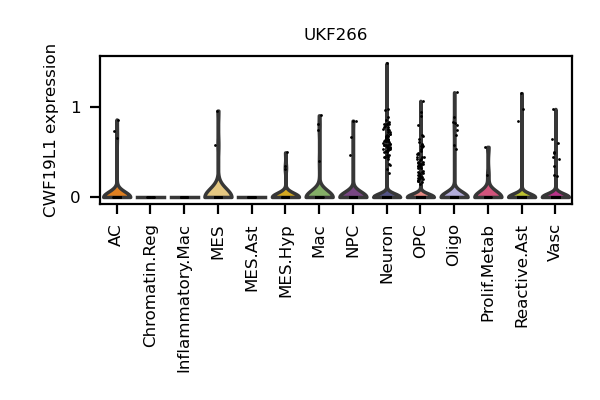 UKF266
CWF19L1 expression
1
0
AC
Chromatin.Reg
Inflammatory.Mac
MES
MES.Ast
MES.Hyp
Mac
NPC
Neuron
OPC
Oligo
Prolif.Metab
Reactive.Ast
Vasc